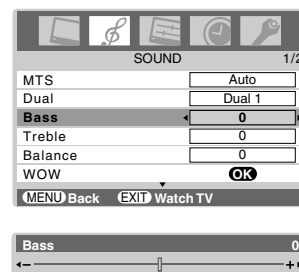 SOUND 1/2
MTS Auto
Dual Dual 1
Bass 0
Treble 0
Balance 0
WOW OK
MENU Back EXIT Watch TV
Bass 0